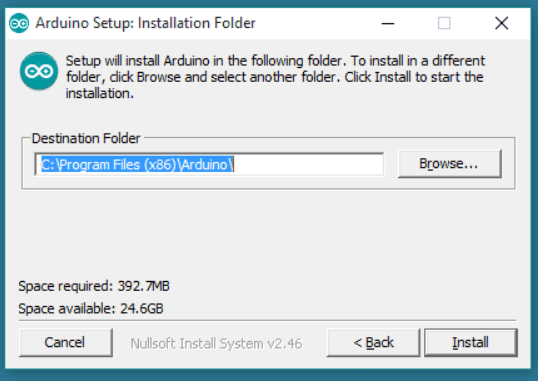 Arduino Setup: Installation Folder
Setup will install Arduino in the following folder. To install in a different
folder, click Browse and select another folder. Click Install to start the
installation.
Destination Folder
C:\Program Files (x86)\Arduino\
Browse...
Space required: 392.7MB
Space available: 24.6GB
Cancel
Nullsoft Install System v2.46
< Back
Install